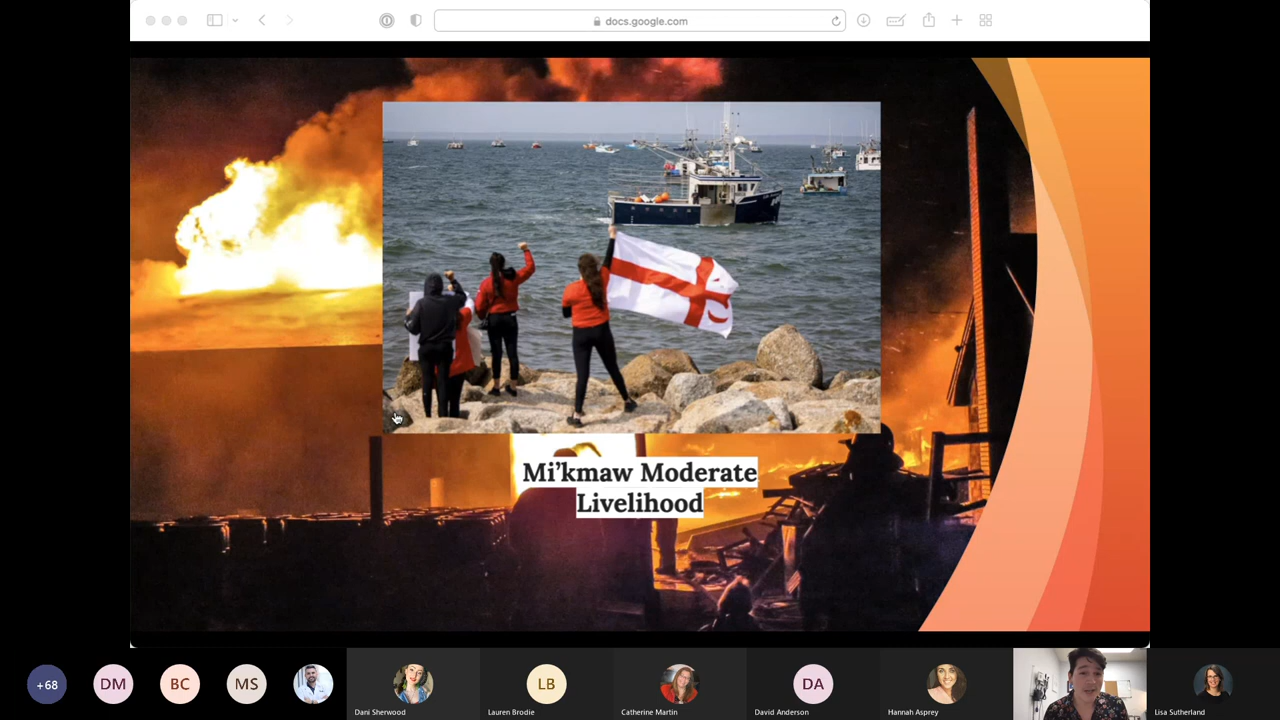 docs.google.com
Mi’kmaw Moderate
Livelihood
+68
DM
BC
MS
Dani Sherwood
LB
Lauren Brodie
Catherine Martin
DA
David Anderson
Hannah Asprey
Lisa Sutherland